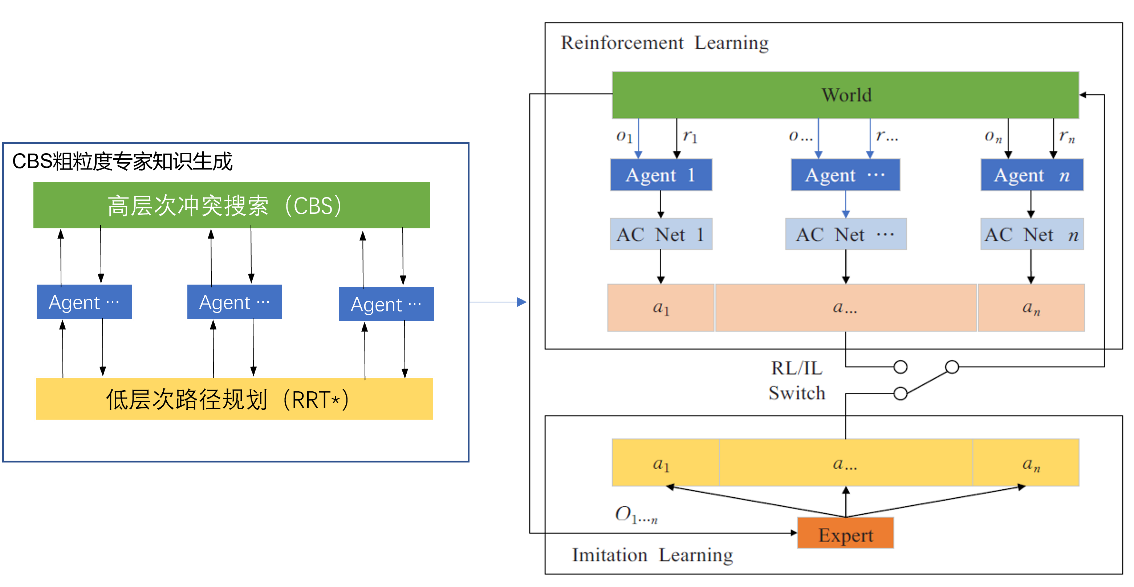 CBS粗粒度专家知识生成
高层次冲突搜索（CBS）
Agent …
Agent …
Agent …
低层次路径规划（RRT*）
Reinforcement Learning
World
o1
r1
o…
r…
on
rn
Agent 1
Agent …
Agent n
AC Net 1
AC Net …
AC Net n
a1
a…
an
RL/IL
Switch
a1
a…
an
O1…n
Expert
Imitation Learning